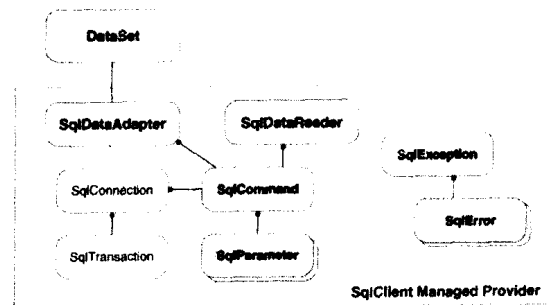 DataSet
SqlDataAdapter
SqlDataReader
SqlException
SqlConnection
SqlCommand
SqlError
SqlTransaction
SqlParameter
SqlClient Managed Provider